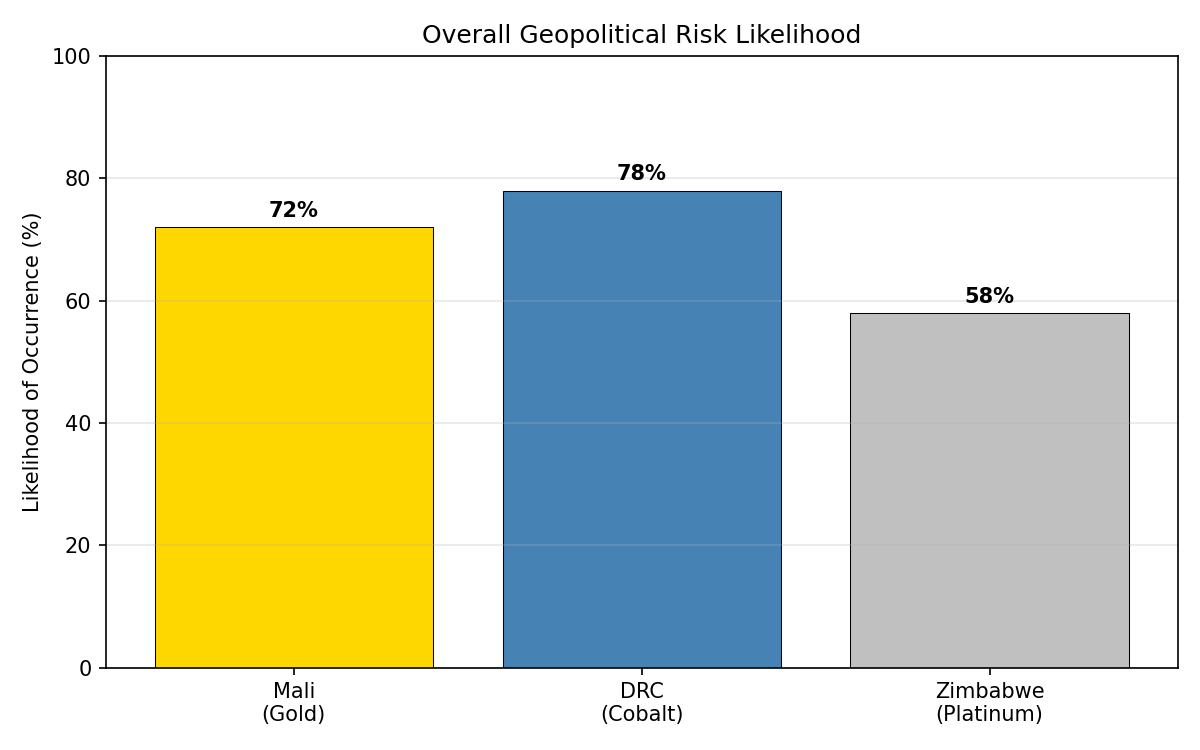 Overall Geopolitical Risk Likelihood
Likelihood of Occurrence (%)
100
80
60
40
20
0
72%
78%
58%
Mali
(Gold)
DRC
(Cobalt)
Zimbabwe
(Platinum)